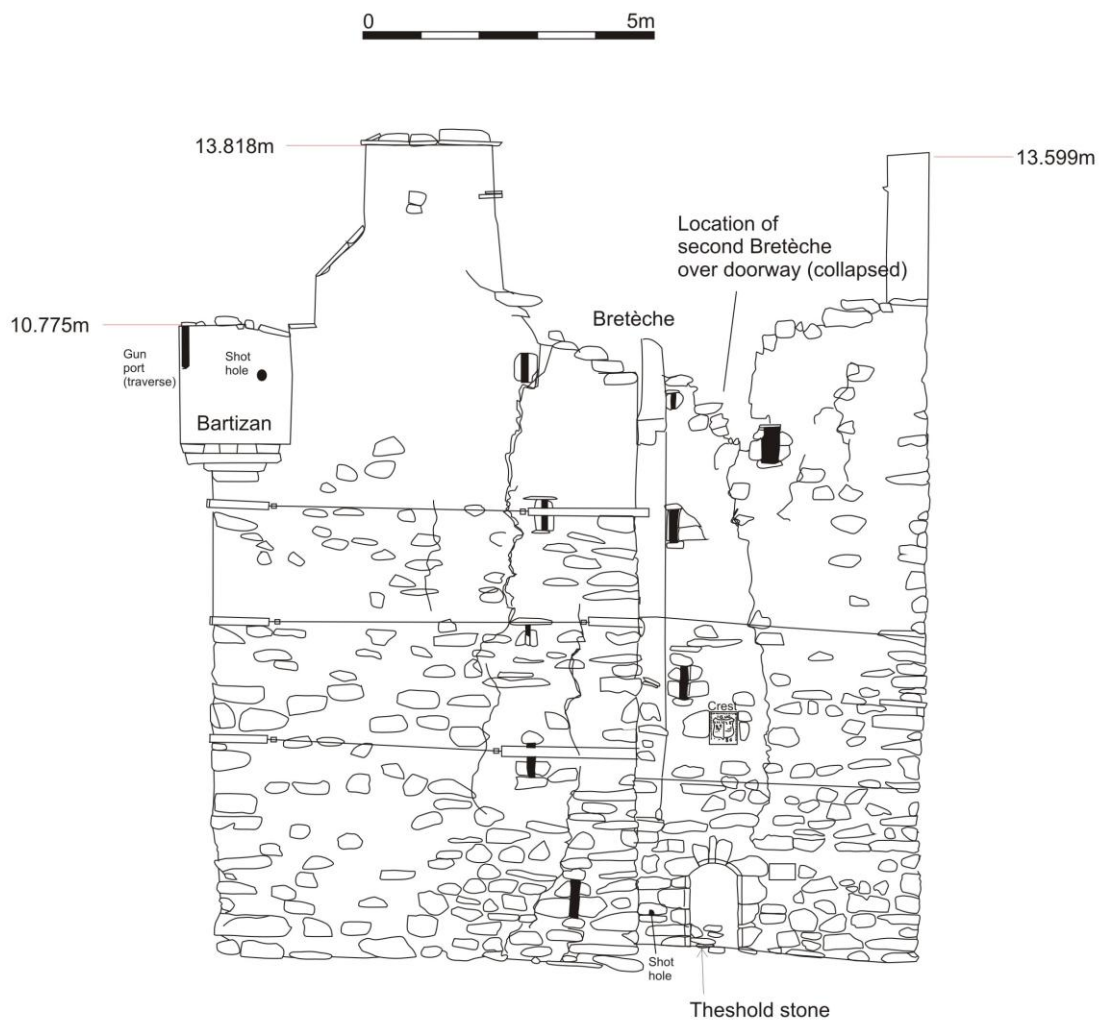 0 5m
13.818m
13.599m
Location of
second Bretèche
over doorway (collapsed)
10.775m
Bretèche
Gun
port
(traverse)
Shot
hole
Bartizan
Crest
Shot
hole
Theshold stone